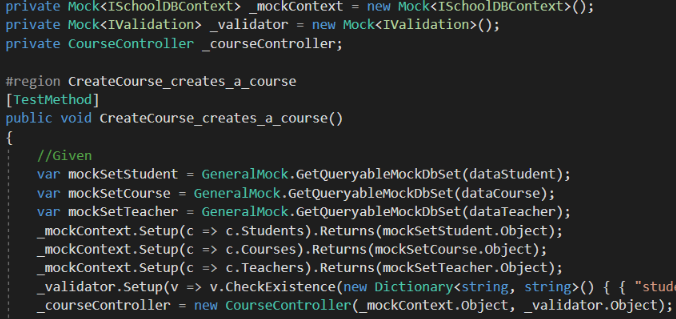 private Mock<ISchoolDBContext> _mockContext = new Mock<ISchoolDBContext>();
private Mock<IValidation> _validator = new Mock<IValidation>();
private CourseController _courseController;
#region CreateCourse_creates_a_course
[TestMethod]
public void CreateCourse_creates_a_course()
{
//Given
var mockSetStudent = GeneralMock.GetQueryableMockDbSet(dataStudent);
var mockSetCourse = GeneralMock.GetQueryableMockDbSet(dataCourse);
var mockSetTeacher = GeneralMock.GetQueryableMockDbSet(dataTeacher);
_mockContext.Setup(c => c.Students).Returns(mockSetStudent.Object);
_mockContext.Setup(c => c.Courses).Returns(mockSetCourse.Object);
_mockContext.Setup(c => c.Teachers).Returns(mockSetTeacher.Object);
_validator.Setup(v => v.CheckExistence(new Dictionary<string, string>() { { "stud
_courseController = new CourseController(_mockContext.Object, _validator.Object);